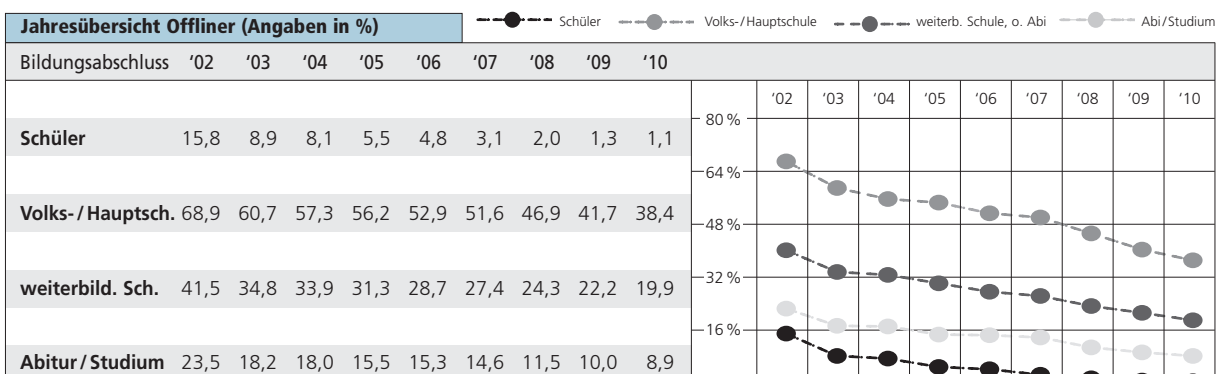 Jahresübersicht Offliner (Angaben in %)
Schüler Volks-/Hauptschule weiterb. Schule, o. Abi Abi/Studium
Bildungsabschluss ‘02 ‘03 ‘04 ‘05 ‘06 ‘07 ‘08 ‘09 ‘10
‘02 ‘03 ‘04 ‘05 ‘06 ‘07 ‘08 ‘09 ‘10
80 %
Schüler 15,8 8,9 8,1 5,5 4,8 3,1 2,0 1,3 1,1
64 %
Volks-/Hauptsch. 68,9 60,7 57,3 56,2 52,9 51,6 46,9 41,7 38,4
48 %
32 %
weiterbild. Sch. 41,5 34,8 33,9 31,3 28,7 27,4 24,3 22,2 19,9
16 %
Abitur/Studium 23,5 18,2 18,0 15,5 15,3 14,6 11,5 10,0 8,9